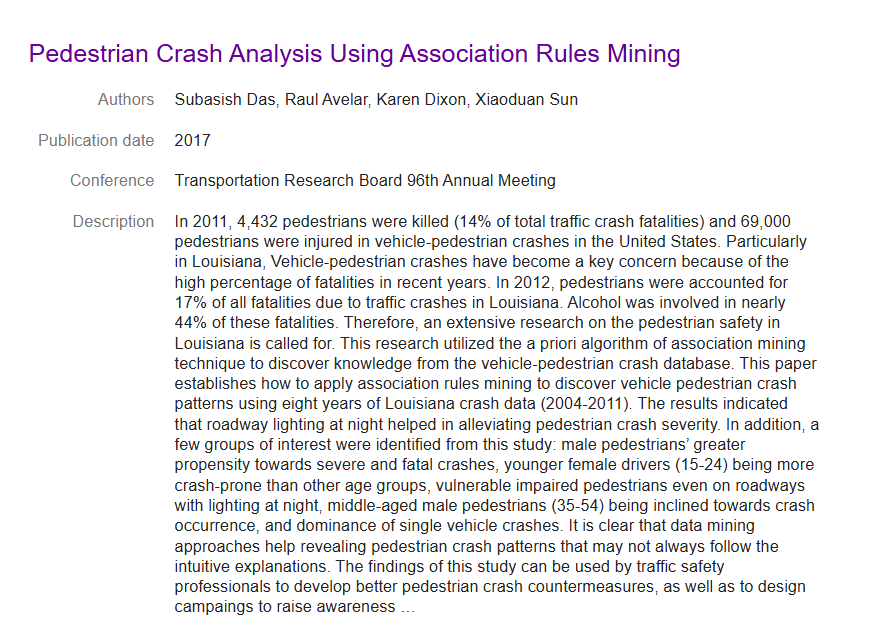 Pedestrian Crash Analysis Using Association Rules Mining
Authors Subasish Das, Raul Avelar, Karen Dixon, Xiaoduan Sun
Publication date 2017
Conference Transportation Research Board 96th Annual Meeting
Description In 2011, 4,432 pedestrians were killed (14% of total traffic crash fatalities) and 69,000
pedestrians were injured in vehicle-pedestrian crashes in the United States. Particularly
in Louisiana, Vehicle-pedestrian crashes have become a key concern because of the
high percentage of fatalities in recent years. In 2012, pedestrians were accounted for
17% of all fatalities due to traffic crashes in Louisiana. Alcohol was involved in nearly
44% of these fatalities. Therefore, an extensive research on the pedestrian safety in
Louisiana is called for. This research utilized the a priori algorithm of association mining
technique to discover knowledge from the vehicle-pedestrian crash database. This paper
establishes how to apply association rules mining to discover vehicle pedestrian crash
patterns using eight years of Louisiana crash data (2004-2011). The results indicated
that roadway lighting at night helped in alleviating pedestrian crash severity. In addition, a
few groups of interest were identified from this study: male pedestrians’ greater
propensity towards severe and fatal crashes, younger female drivers (15-24) being more
crash-prone than other age groups, vulnerable impaired pedestrians even on roadways
with lighting at night, middle-aged male pedestrians (35-54) being inclined towards crash
occurrence, and dominance of single vehicle crashes. It is clear that data mining
approaches help revealing pedestrian crash patterns that may not always follow the
intuitive explanations. The findings of this study can be used by traffic safety
professionals to develop better pedestrian crash countermeasures, as well as to design
campaings to raise awareness …